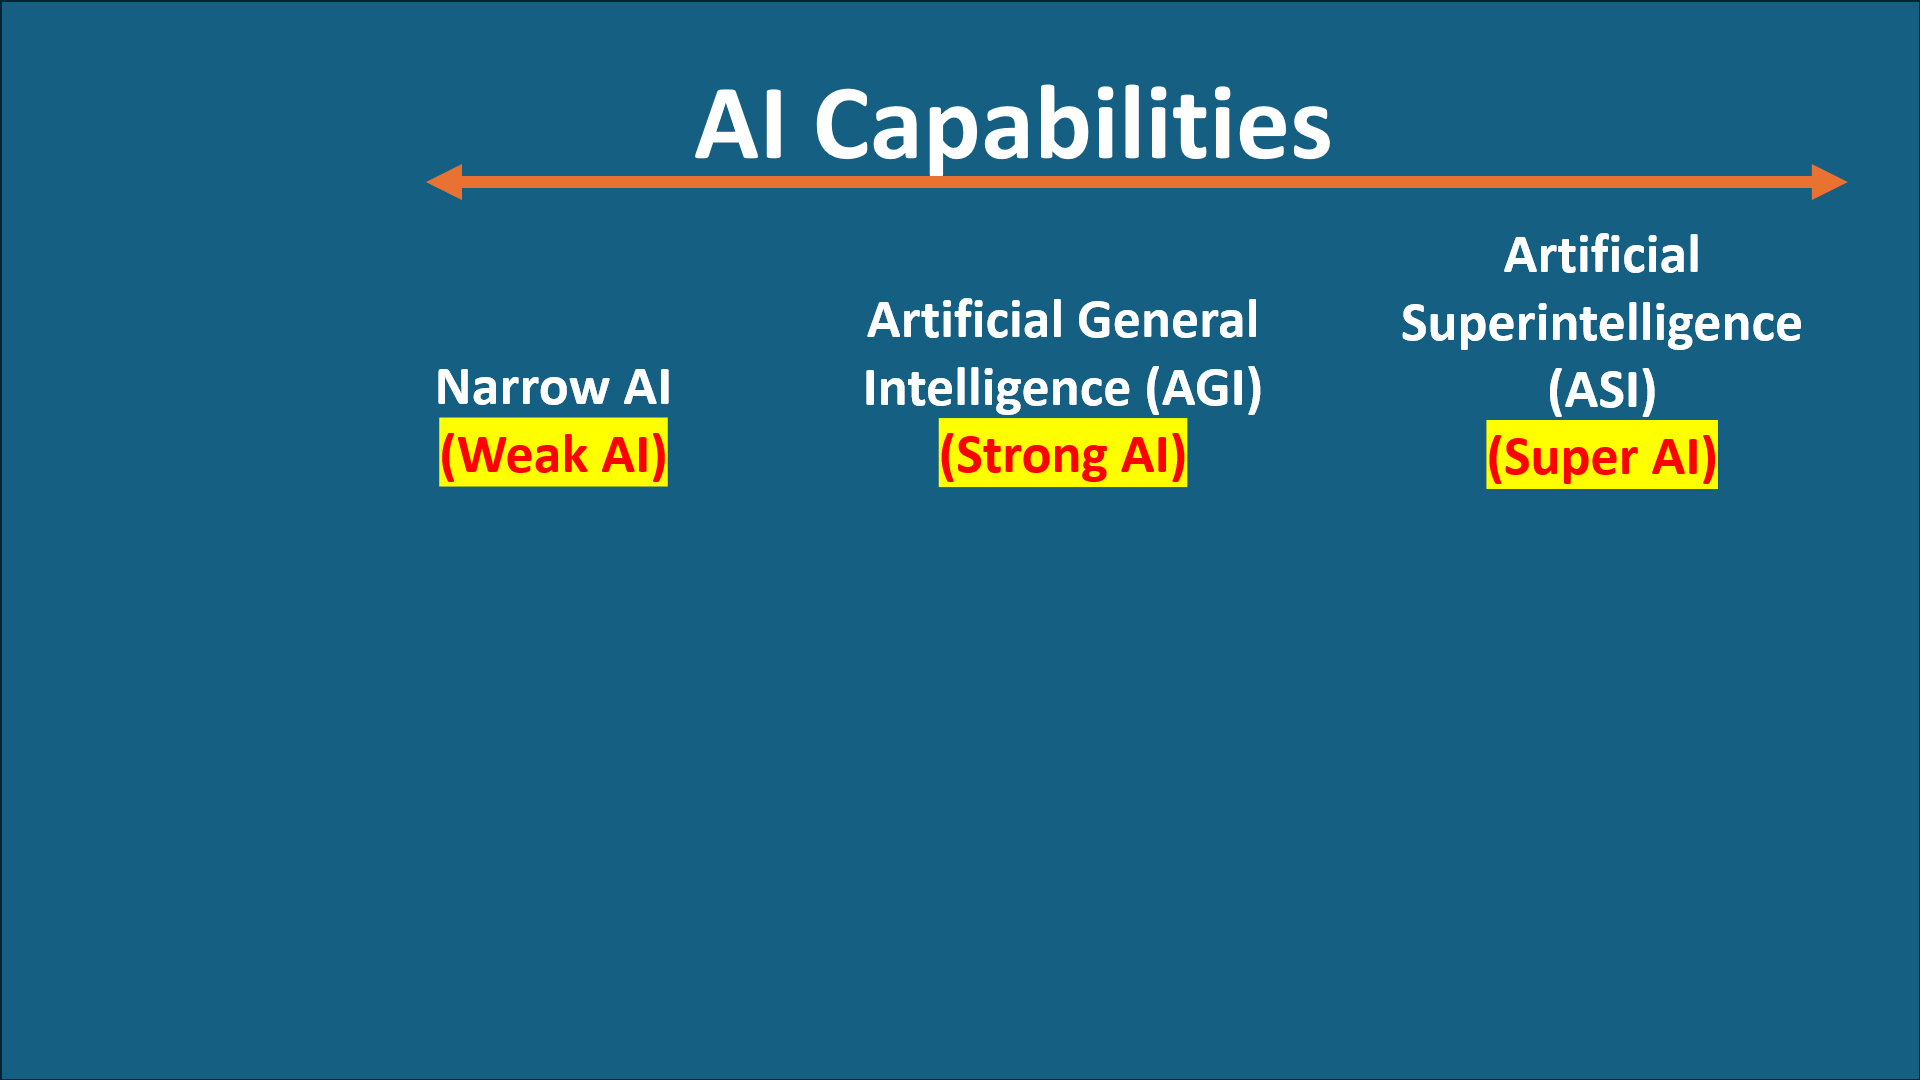 AI Capabilities
Narrow AI
(Weak AI)
Artificial General
Intelligence (AGI)
(Strong AI)
Artificial
Superintelligence
(ASI)
(Super AI)